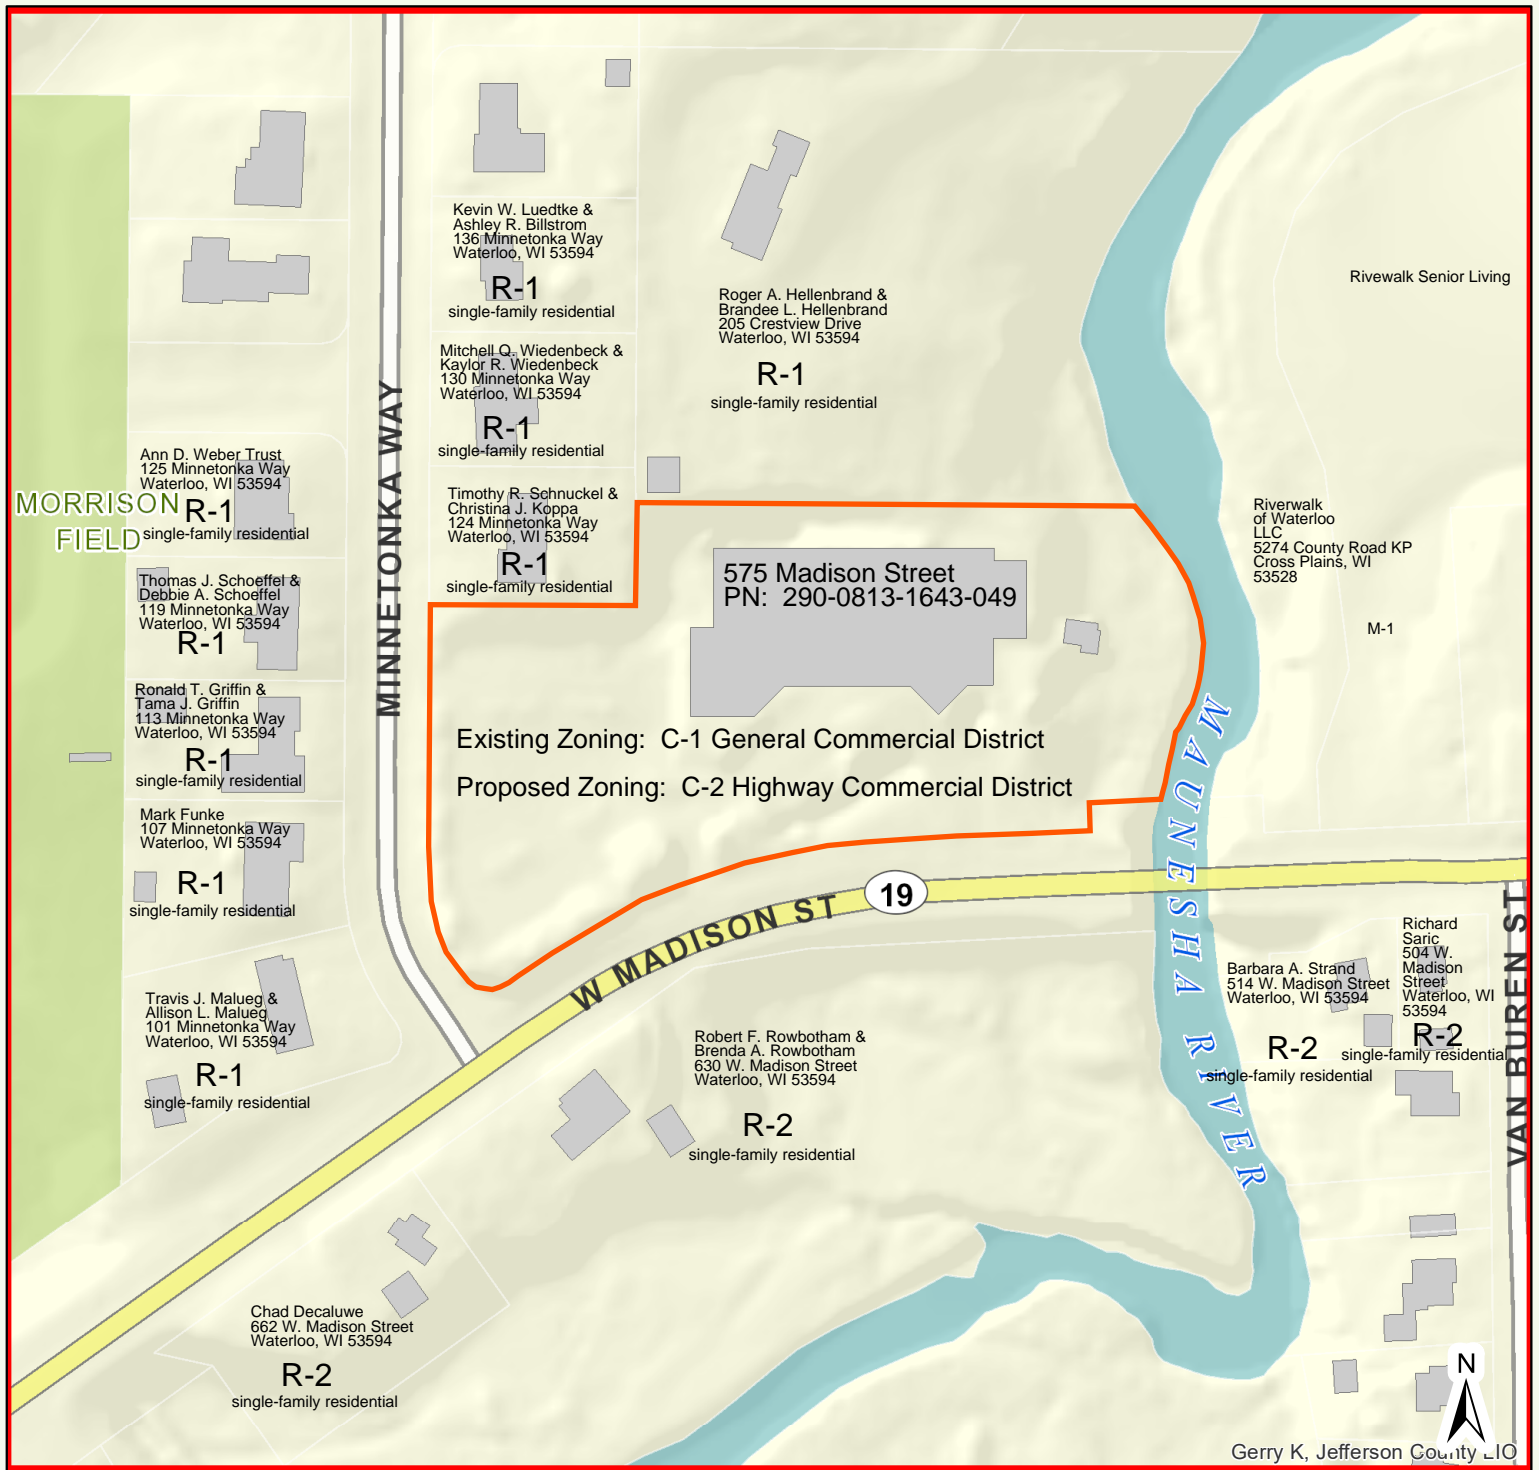 Kevin W. Luedtke &
Ashley R. Billstrom
136 Minnetonka Way
Waterloo, WI 53594
R-1
single-family residential
Roger A. Hellenbrand &
Brandee L. Hellenbrand
205 Crestview Drive
Waterloo, WI 53594
R-1
single-family residential
Rivewalk Senior Living
Mitchell Q. Wiedenbeck &
Kaylor R. Wiedenbeck
130 Minnetonka Way
Waterloo, WI 53594
R-1
single-family residential
MINNETONKA WAY
Ann D. Weber Trust
125 Minnetonka Way
Waterloo, WI 53594
R-1
single-family residential
MORRISON
FIELD
Timothy R. Schnuckel &
Christina J. Koppa
124 Minnetonka Way
Waterloo, WI 53594
R-1
single-family residential
Riverwalk
of Waterloo
LLC
5274 County Road KP
Cross Plains, WI
53528
M-1
575 Madison Street
PN: 290-0813-1643-049
Thomas J. Schoeffel &
Debbie A. Schoeffel
119 Minnetonka Way
Waterloo, WI 53594
R-1
Ronald T. Griffin &
Tama J. Griffin
113 Minnetonka Way
Waterloo, WI 53594
R-1
single-family residential
Existing Zoning: C-1 General Commercial District
Proposed Zoning: C-2 Highway Commercial District
MAUNESHA RIVER
Mark Funke
107 Minnetonka Way
Waterloo, WI 53594
R-1
single-family residential
19
W MADISON ST
VAN BUREN ST
Travis J. Malueg &
Allison L. Malueg
101 Minnetonka Way
Waterloo, WI 53594
R-1
single-family residential
Robert F. Rowbotham &
Brenda A. Rowbotham
630 W. Madison Street
Waterloo, WI 53594
R-2
single-family residential
Barbara A. Strand
514 W. Madison Street
Waterloo, WI 53594
R-2
single-family residential
Richard
Saric
504 W.
Madison
Street
Waterloo, WI
53594
R-2
single-family residential
Chad Decaluwe
662 W. Madison Street
Waterloo, WI 53594
R-2
single-family residential
N
Gerry K, Jefferson County LIO